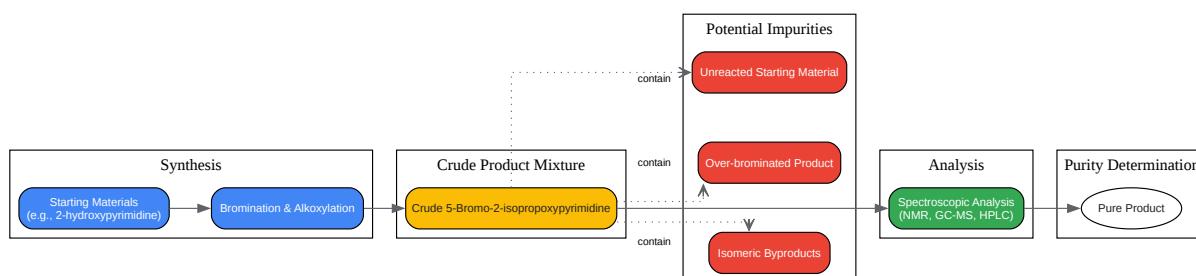 Synthesis
Starting Materials
(e.g., 2-hydroxypyrimidine)
Bromination & Alkoxylation
Crude Product Mixture
Crude 5-Bromo-2-isopropoxypyrimidine
contain
contain
contain
Potential Impurities
Unreacted Starting Material
Over-brominated Product
Isomeric Byproducts
Analysis
Spectroscopic Analysis
(NMR, GC-MS, HPLC)
Purity Determination
Pure Product